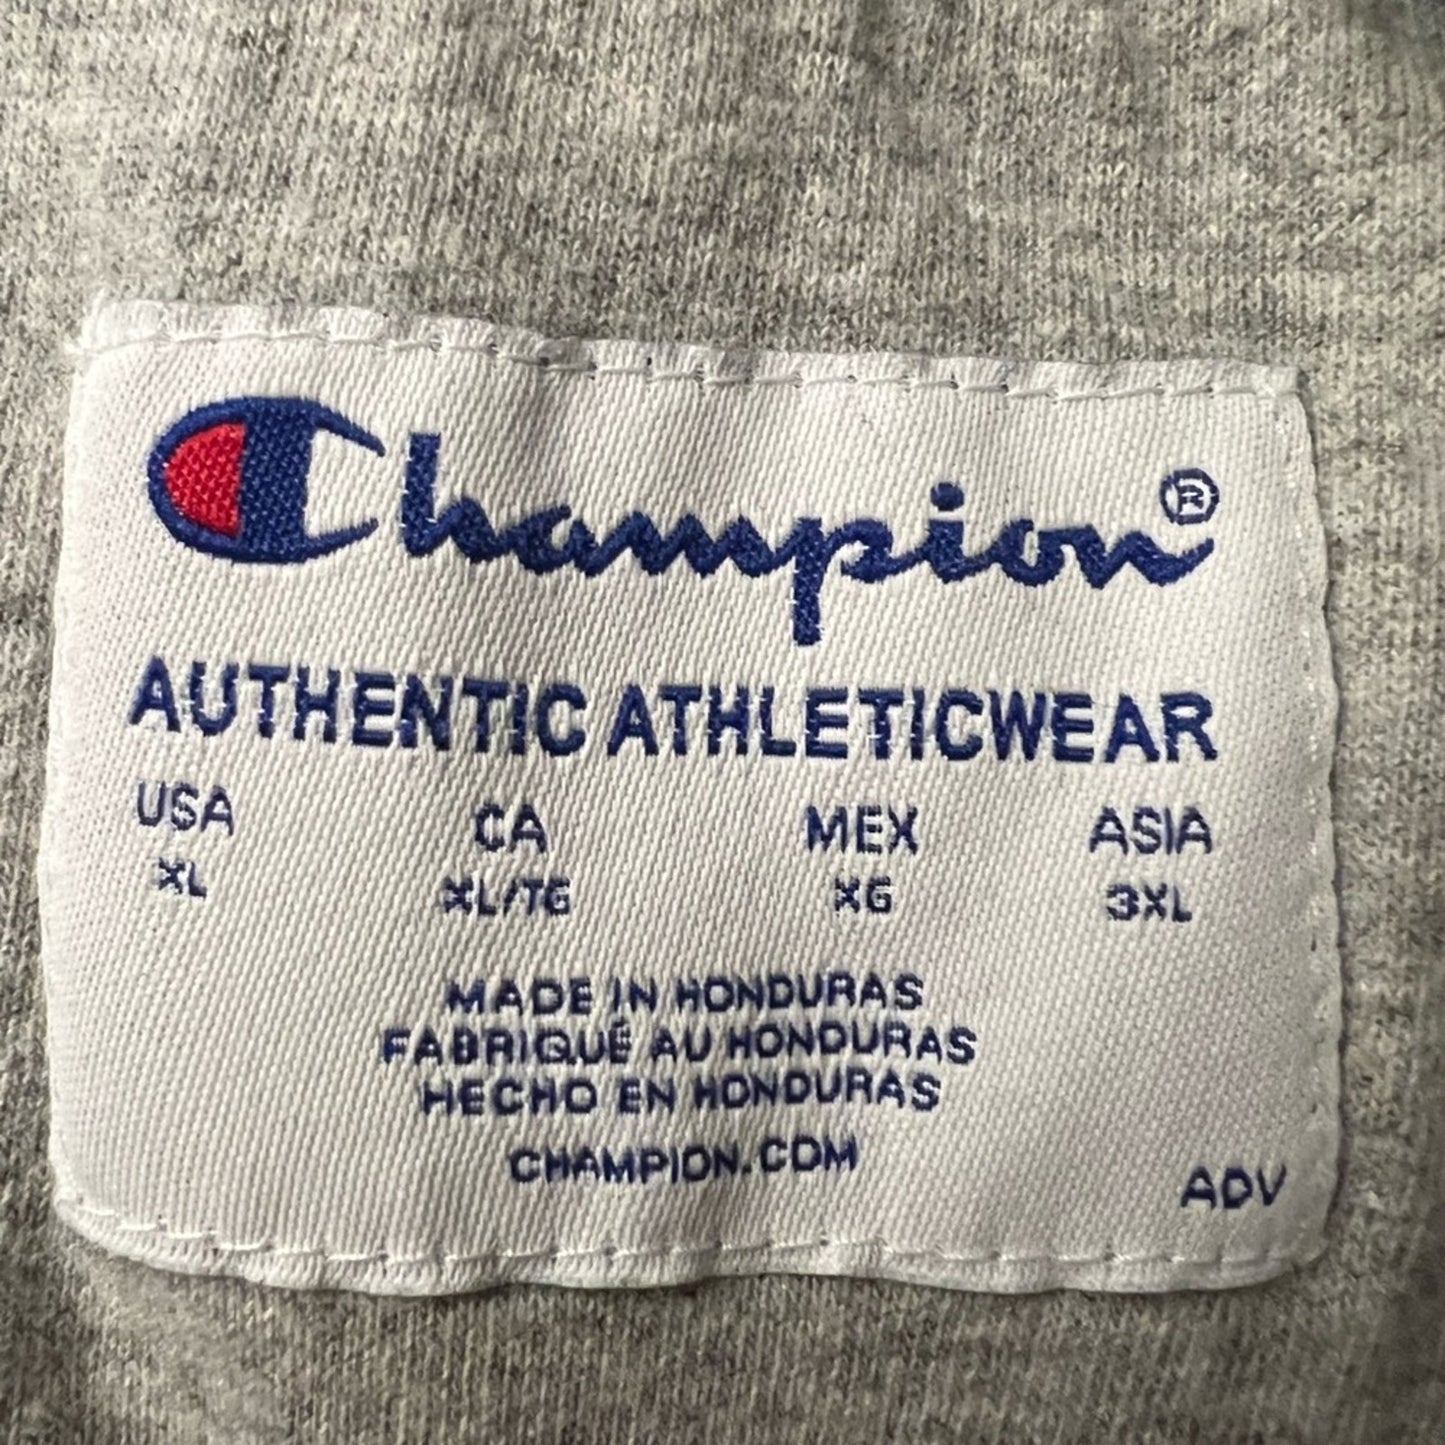 Champion®
AUTHENTIC ATHLETICWEAR
USA CA MEX ASIA
XL XL/TG XG 3XL
MADE IN HONDURAS
FABRIQUÉ AU HONDURAS
HECHO EN HONDURAS
CHAMPION.COM
ADV